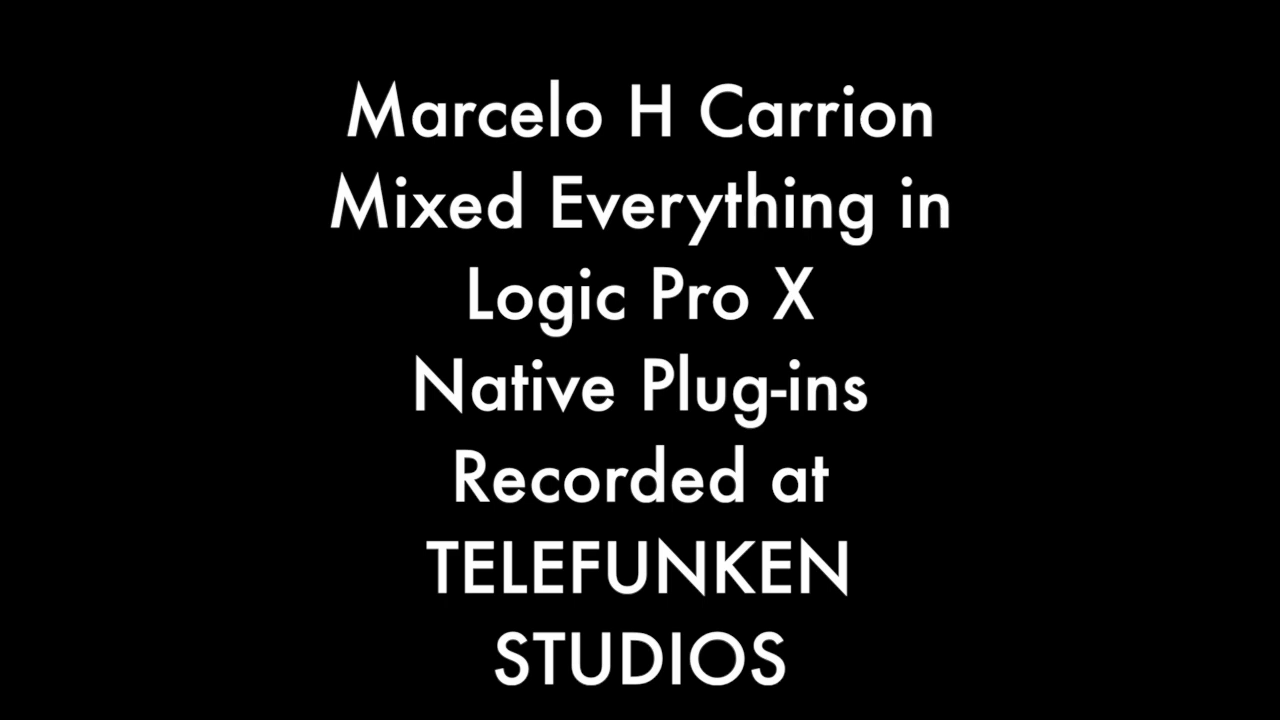 Marcelo H Carrion
Mixed Everything in
Logic Pro X
Native Plug-ins
Recorded at
TELEFUNKEN
STUDIOS